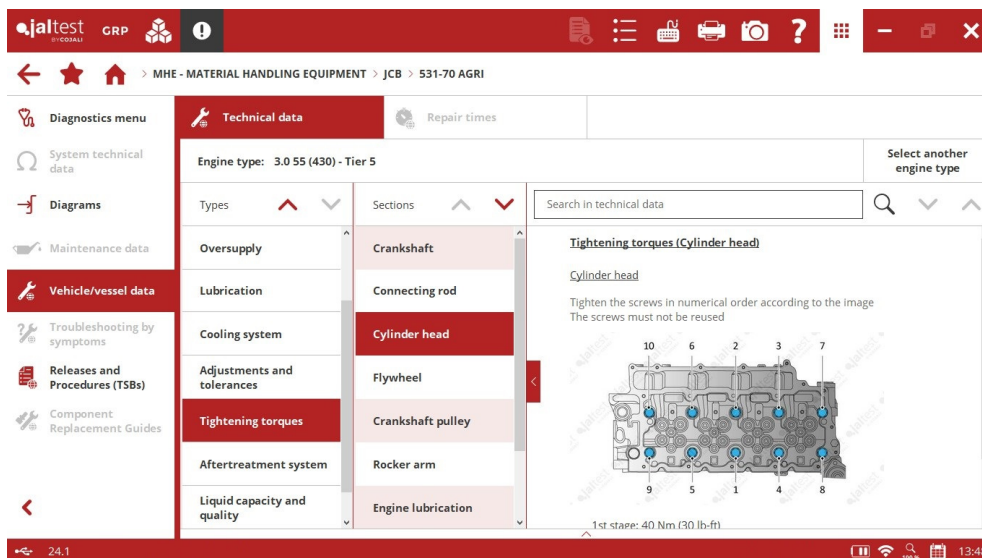 jaltest
BY COJALI
GRP
?
> MHE - MATERIAL HANDLING EQUIPMENT > JCB > 531-70 AGRI
Diagnostics menu
System technical
data
Diagrams
Maintenance data
Vehicle/vessel data
Troubleshooting by
symptoms
Releases and
Procedures (TSBs)
Component
Replacement Guides
Technical data
Repair times
Engine type: 3.0 55 (430) - Tier 5
Select another
engine type
Types
Oversupply
Lubrication
Cooling system
Adjustments and
tolerances
Tightening torques
Aftertreatment system
Liquid capacity and
quality
Sections
Crankshaft
Connecting rod
Cylinder head
Flywheel
Crankshaft pulley
Rocker arm
Engine lubrication
Search in technical data
Tightening torques (Cylinder head)
Cylinder head
Tighten the screws in numerical order according to the image
The screws must not be reused
10 6 2 3 7
9 5 1 4 8
1st stage: 40 Nm (30 lb-ft)
24.1
100 %